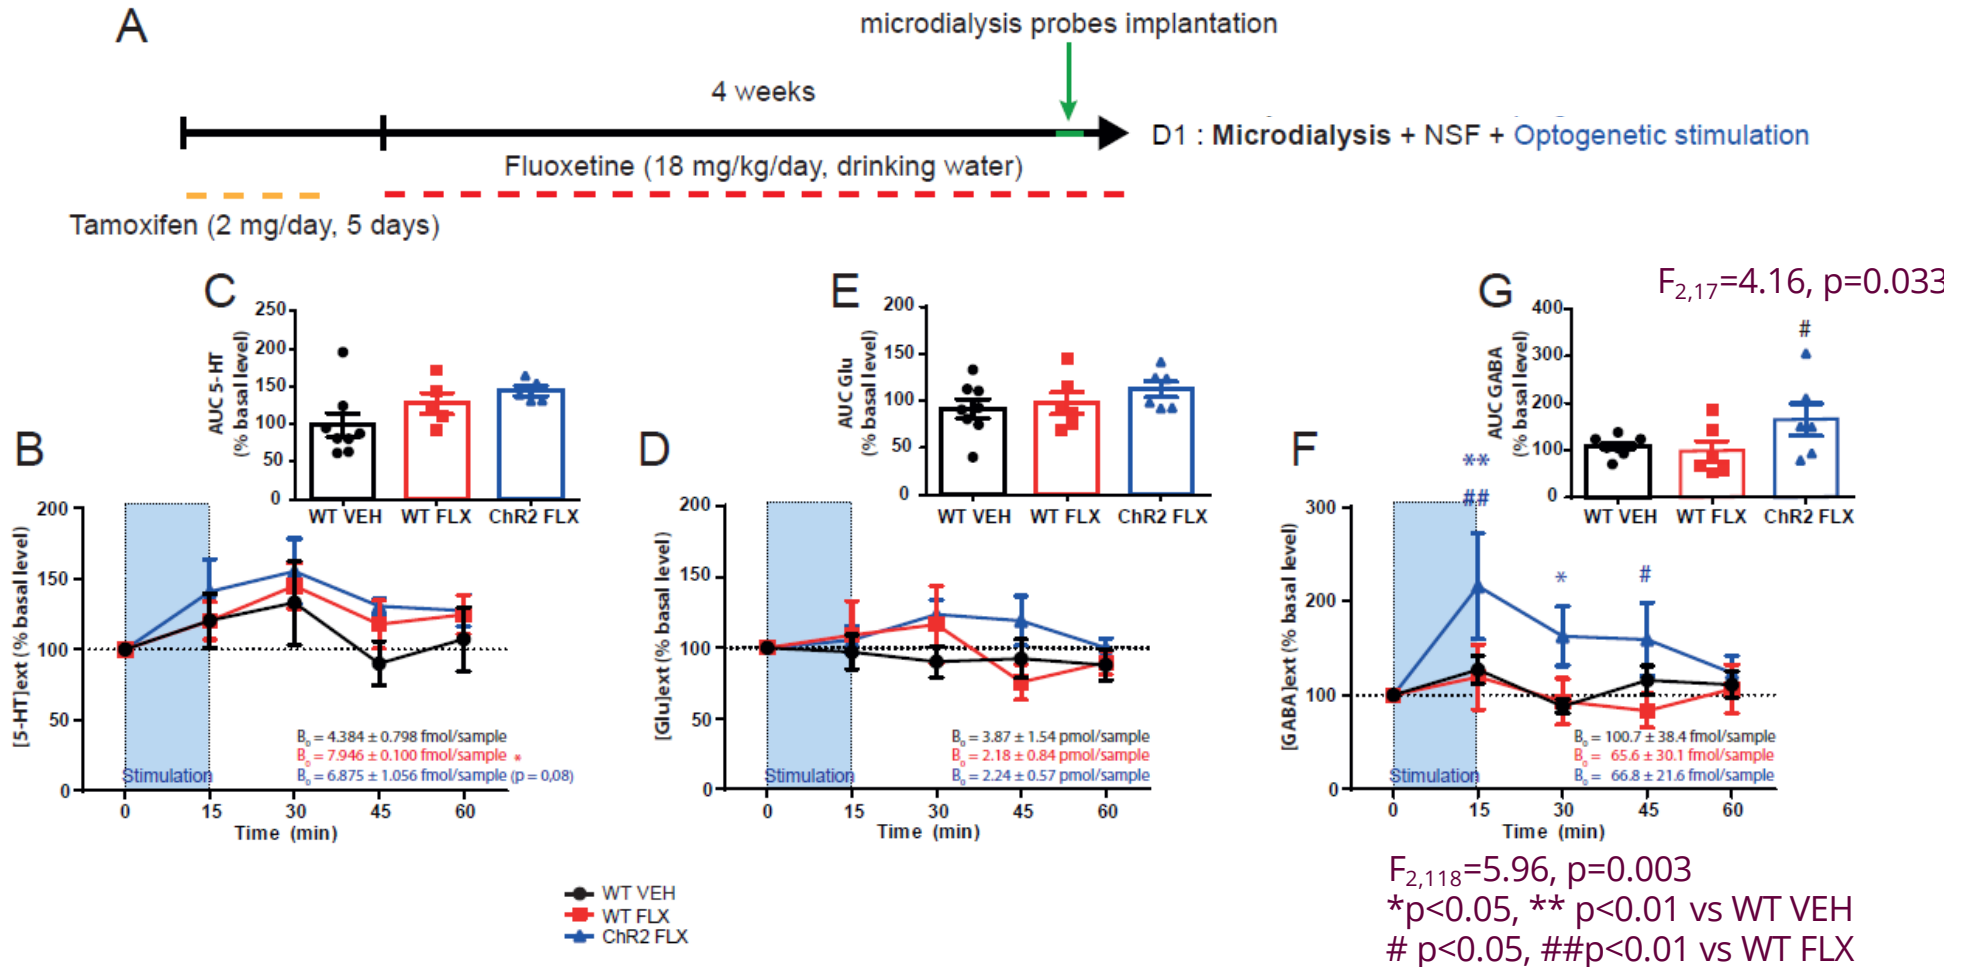 A
microdialysis probes implantation
4 weeks
D1 : Microdialysis + NSF + Optogenetic stimulation
Fluoxetine (18 mg/kg/day, drinking water)
Tamoxifen (2 mg/day, 5 days)
C
AUC 5-HT
(% basal level)
250
200
150
100
50
0
WT VEH WT FLX ChR2 FLX
E
AUC Glu
(% basal level)
200
150
100
50
0
WT VEH WT FLX ChR2 FLX
G
F2,17=4.16, p=0.033
AUC GABA
(% basal level)
400
300
200
100
0
#
WT VEH WT FLX ChR2 FLX
B
[5-HT]ext (% basal level)
200
150
100
50
0
B0 = 4.384 ± 0.798 fmol/sample
B0 = 7.946 ± 0.100 fmol/sample *
B0 = 6.875 ± 1.056 fmol/sample (p = 0,08)
Stimulation
0 15 30 45 60
Time (min)
D
[Glu]ext (% basal level)
200
150
100
50
0
B0 = 3.87 ± 1.54 pmol/sample
B0 = 2.18 ± 0.84 pmol/sample
B0 = 2.24 ± 0.57 pmol/sample
Stimulation
0 15 30 45 60
Time (min)
F
[GABA]ext (% basal level)
300
200
100
0
**
##
*
#
B0 = 100.7 ± 38.4 fmol/sample
B0 = 65.6 ± 30.1 fmol/sample
B0 = 66.8 ± 21.6 fmol/sample
Stimulation
0 15 30 45 60
Time (min)
WT VEH
WT FLX
ChR2 FLX
F2,118=5.96, p=0.003
*p<0.05, ** p<0.01 vs WT VEH
# p<0.05, ##p<0.01 vs WT FLX